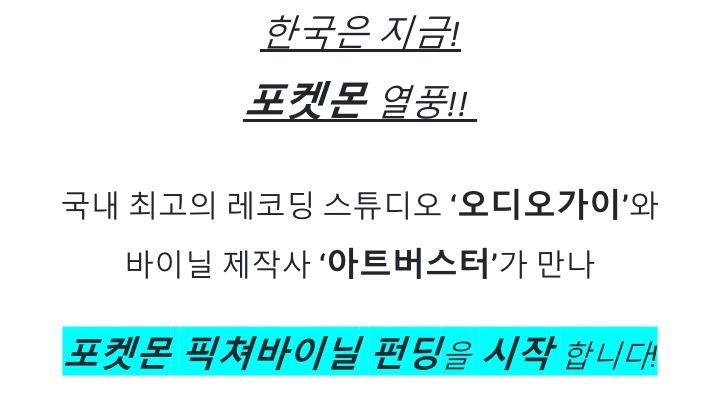 한국은 지금!
포켓몬 열풍!!
국내 최고의 레코딩 스튜디오 ‘오디오가이’와
바이닐 제작사 ‘아트버스터’가 만나
포켓몬 픽쳐바이닐 펀딩을 시작 합니다!